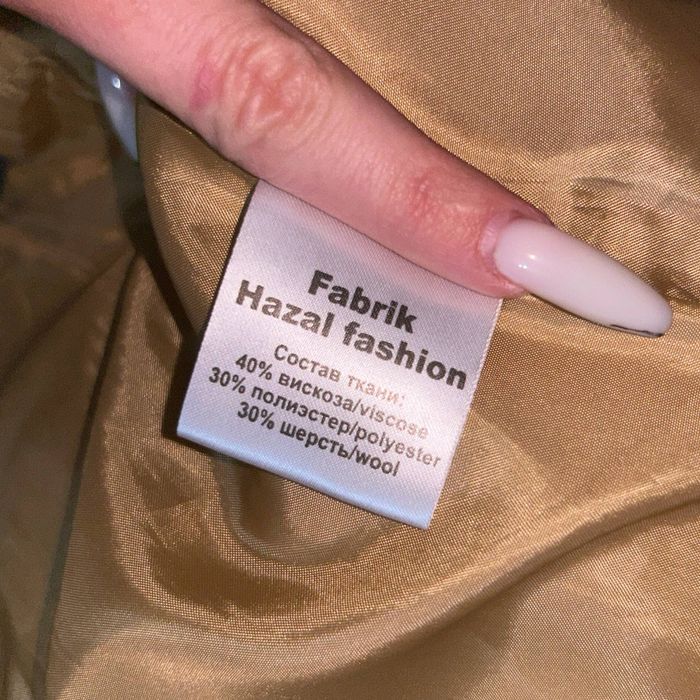 Fabrik
Hazal fashion
Состав ткани:
40% вискоза/viscose
30% полиэстер/polyester
30% шерсть/wool